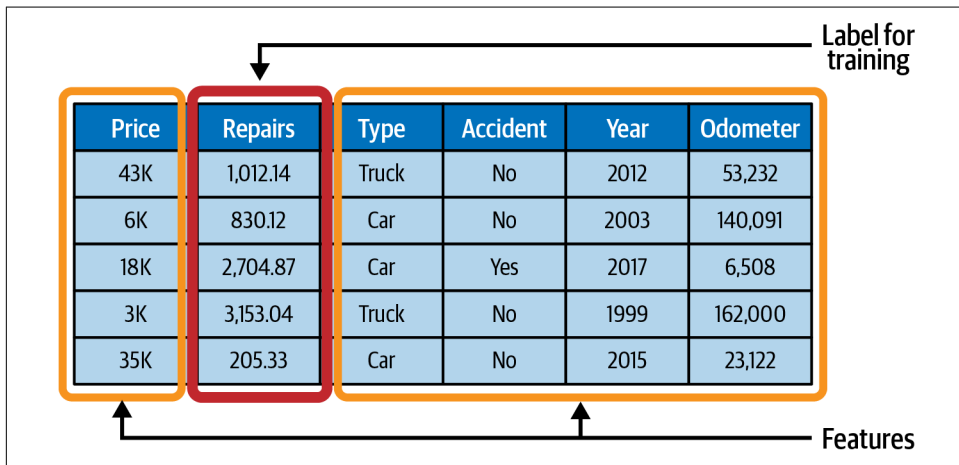 Label for
training
Price Repairs Type Accident Year Odometer
43K 1,012.14 Truck No 2012 53,232
6K 830.12 Car No 2003 140,091
18K 2,704.87 Car Yes 2017 6,508
3K 3,153.04 Truck No 1999 162,000
35K 205.33 Car No 2015 23,122
Features